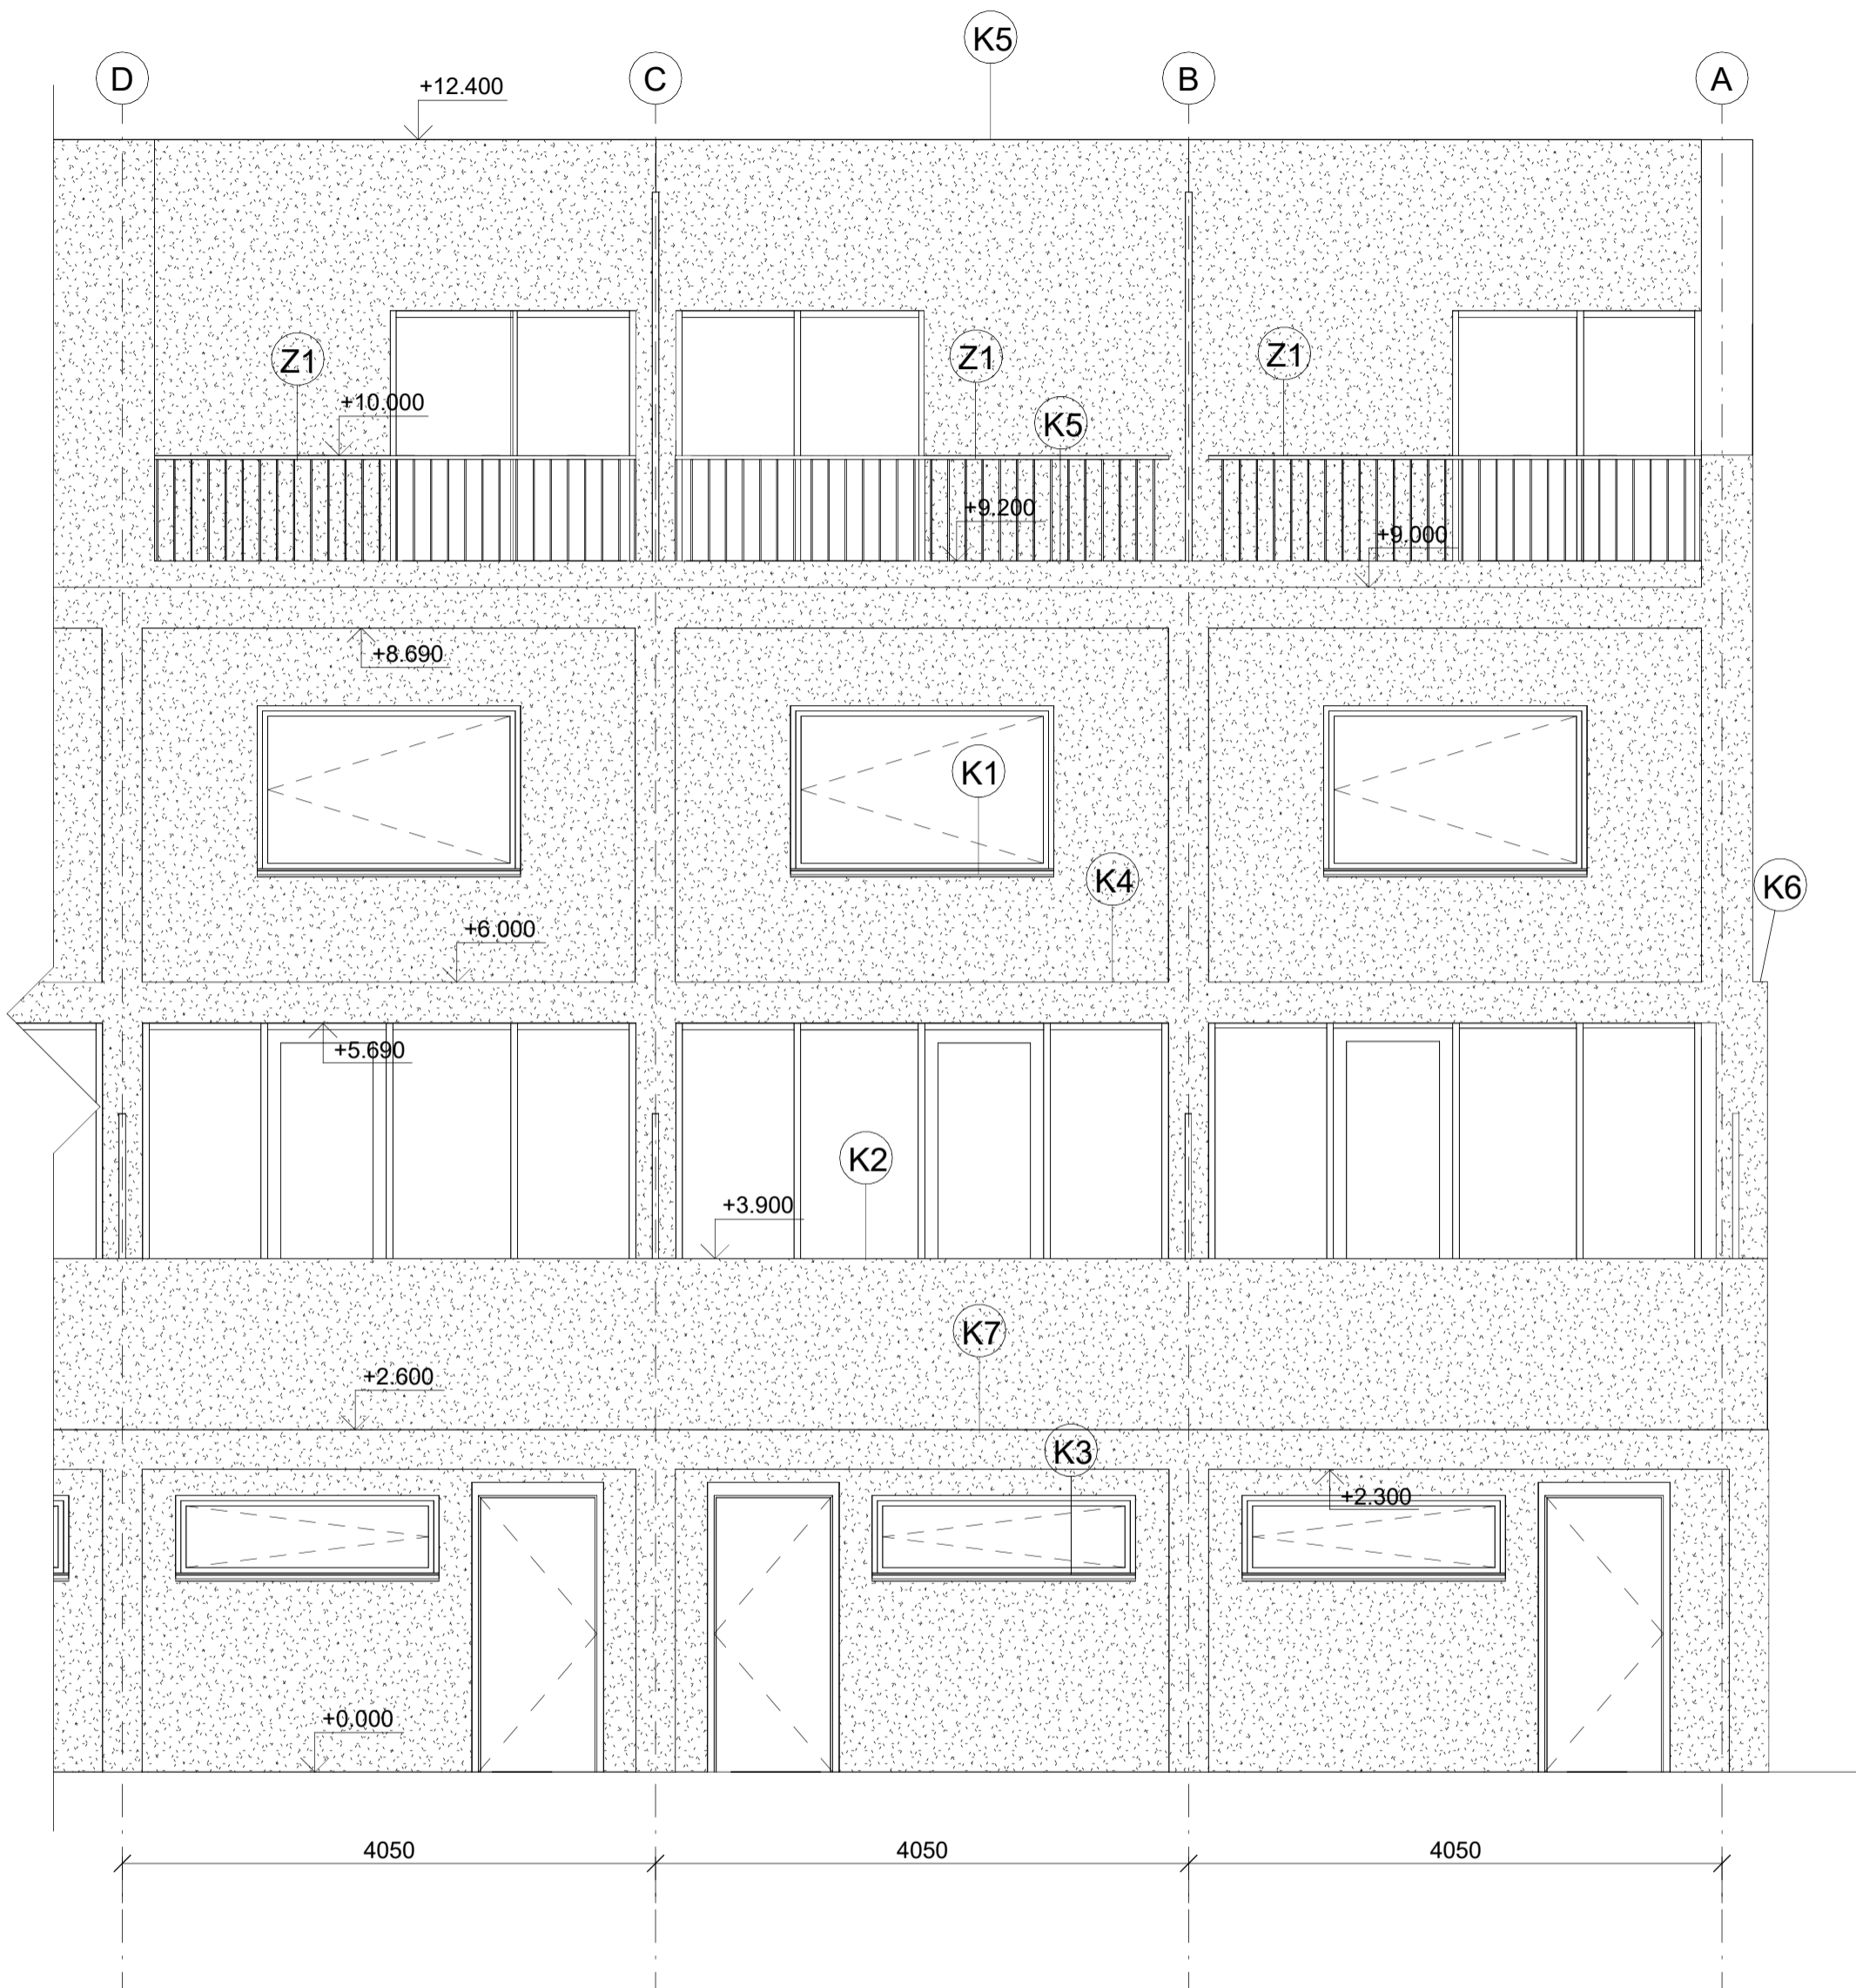 K5
D
C
B
A
+12.400
Z1
Z1
Z1
+10.000
K5
+9.200
+9.000
+8.690
K1
K4
K6
+6.000
+5.690
K2
+3.900
K7
+2.600
K3
+2.300
+0.000
4050
4050
4050